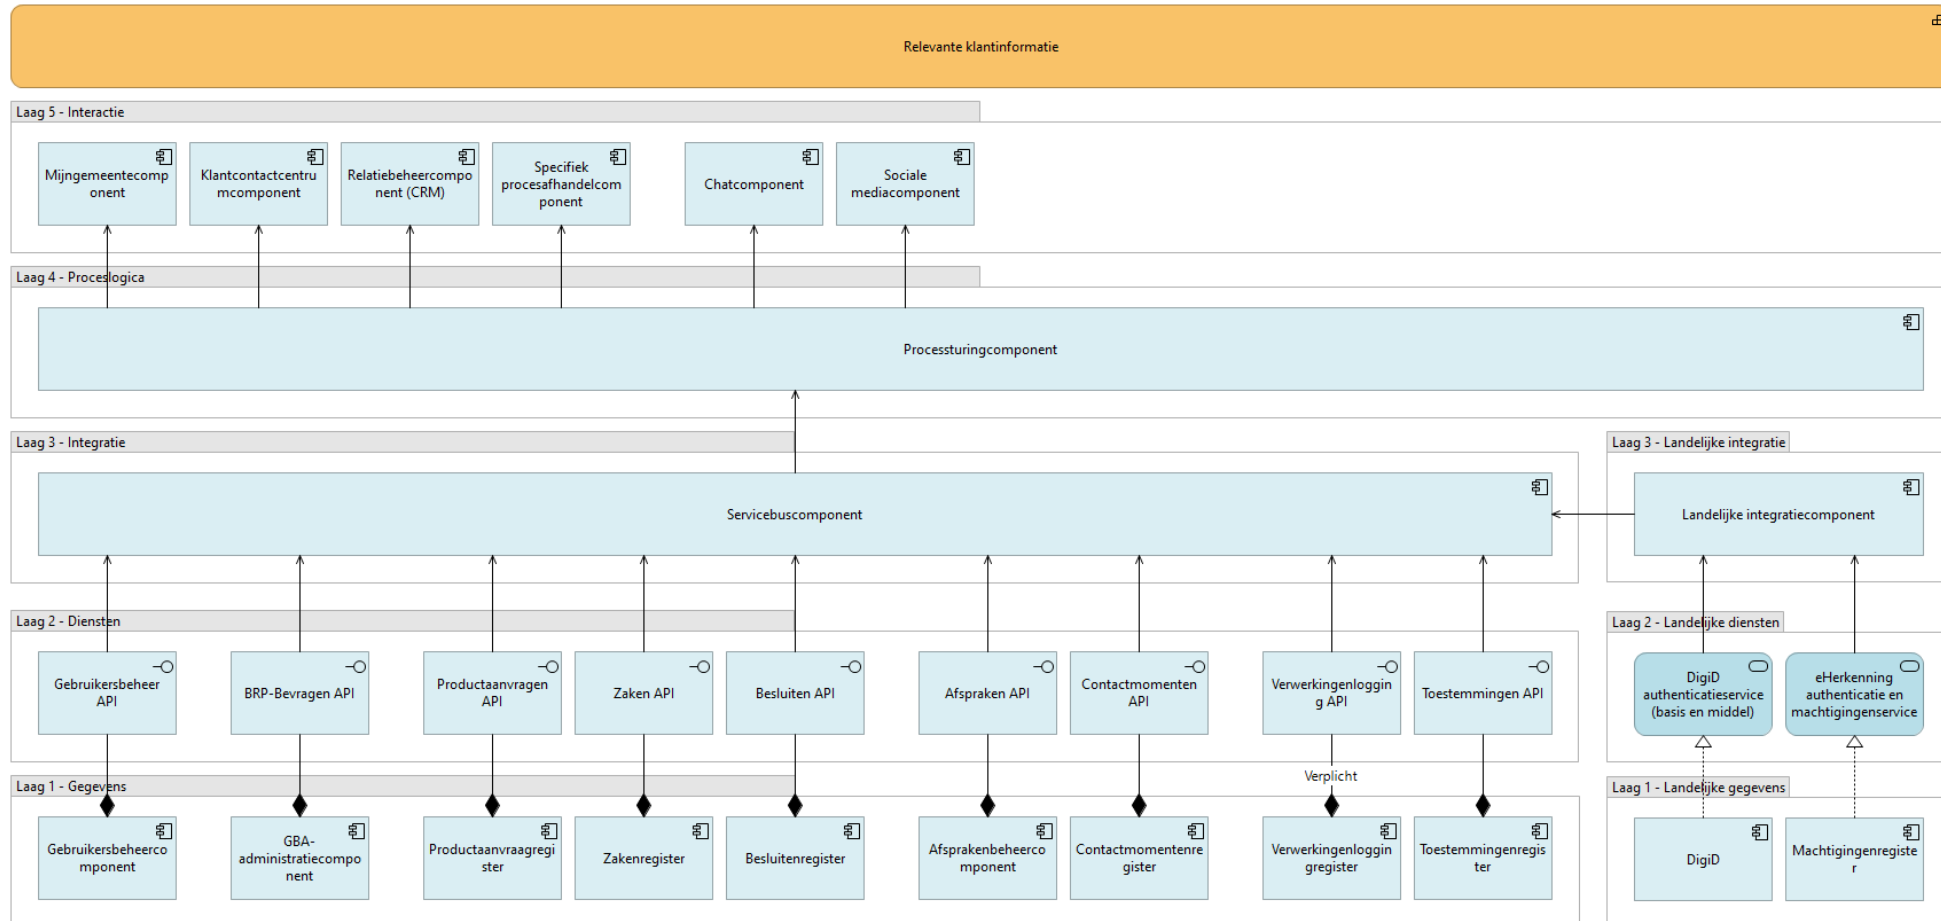 Relevante klantinformatie
Laag 5 - Interactie
Mijngemeentecomp
onent
Klantcontactcentru
mcomponent
Relatiebeheercompo
nent (CRM)
Specifiek
procesafhandelcom
ponent
Chatcomponent
Sociale
mediacomponent
Laag 4 - Proceslogica
Processturingcomponent
Laag 3 - Integratie
Servicebuscomponent
Laag 3 - Landelijke integratie
Landelijke integratiecomponent
Laag 2 - Diensten
Gebruikersbeheer
API
BRP-Bevragen API
Productaanvragen
API
Zaken API
Besluiten API
Afspraken API
Contactmomenten
API
Verwerkingenloggin
g API
Toestemmingen API
Laag 2 - Landelijke diensten
DigiD
authenticatieservice
(basis en middel)
eHerkenning
authenticatie en
machtigingenservice
Verplicht
Laag 1 - Gegevens
Gebruikersbeheerco
mponent
GBA-
administratiecompo
nent
Productaanvraagregi
ster
Zakenregister
Besluitenregister
Afsprakenbeheerco
mponent
Contactmomentenre
gister
Verwerkingenloggin
gregister
Toestemmingenregis
ter
Laag 1 - Landelijke gegevens
DigiD
Machtigingenregiste
r